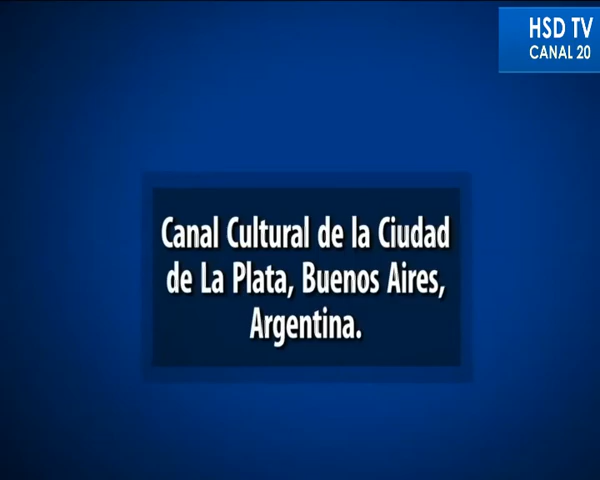 HSD TV
CANAL 20
Canal Cultural de la Ciudad
de La Plata, Buenos Aires,
Argentina.